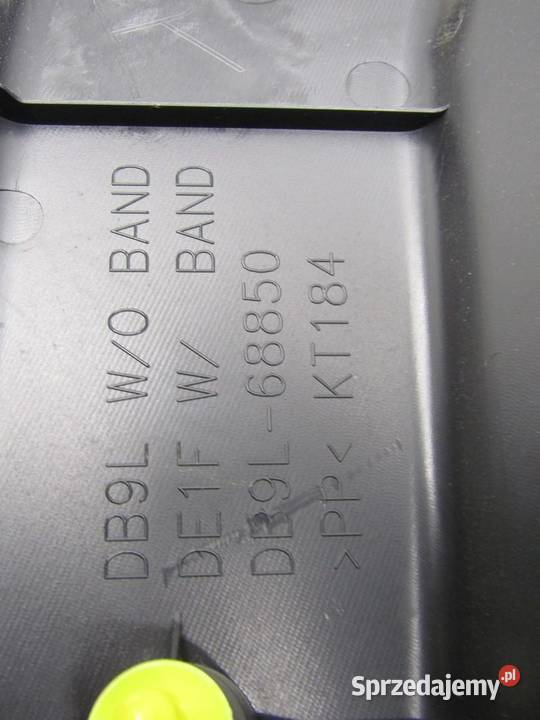 DB9L W/O BAND
DE1F W/ BAND
DB9L-68850
>PP< KT184
Sprzedajemy.pl